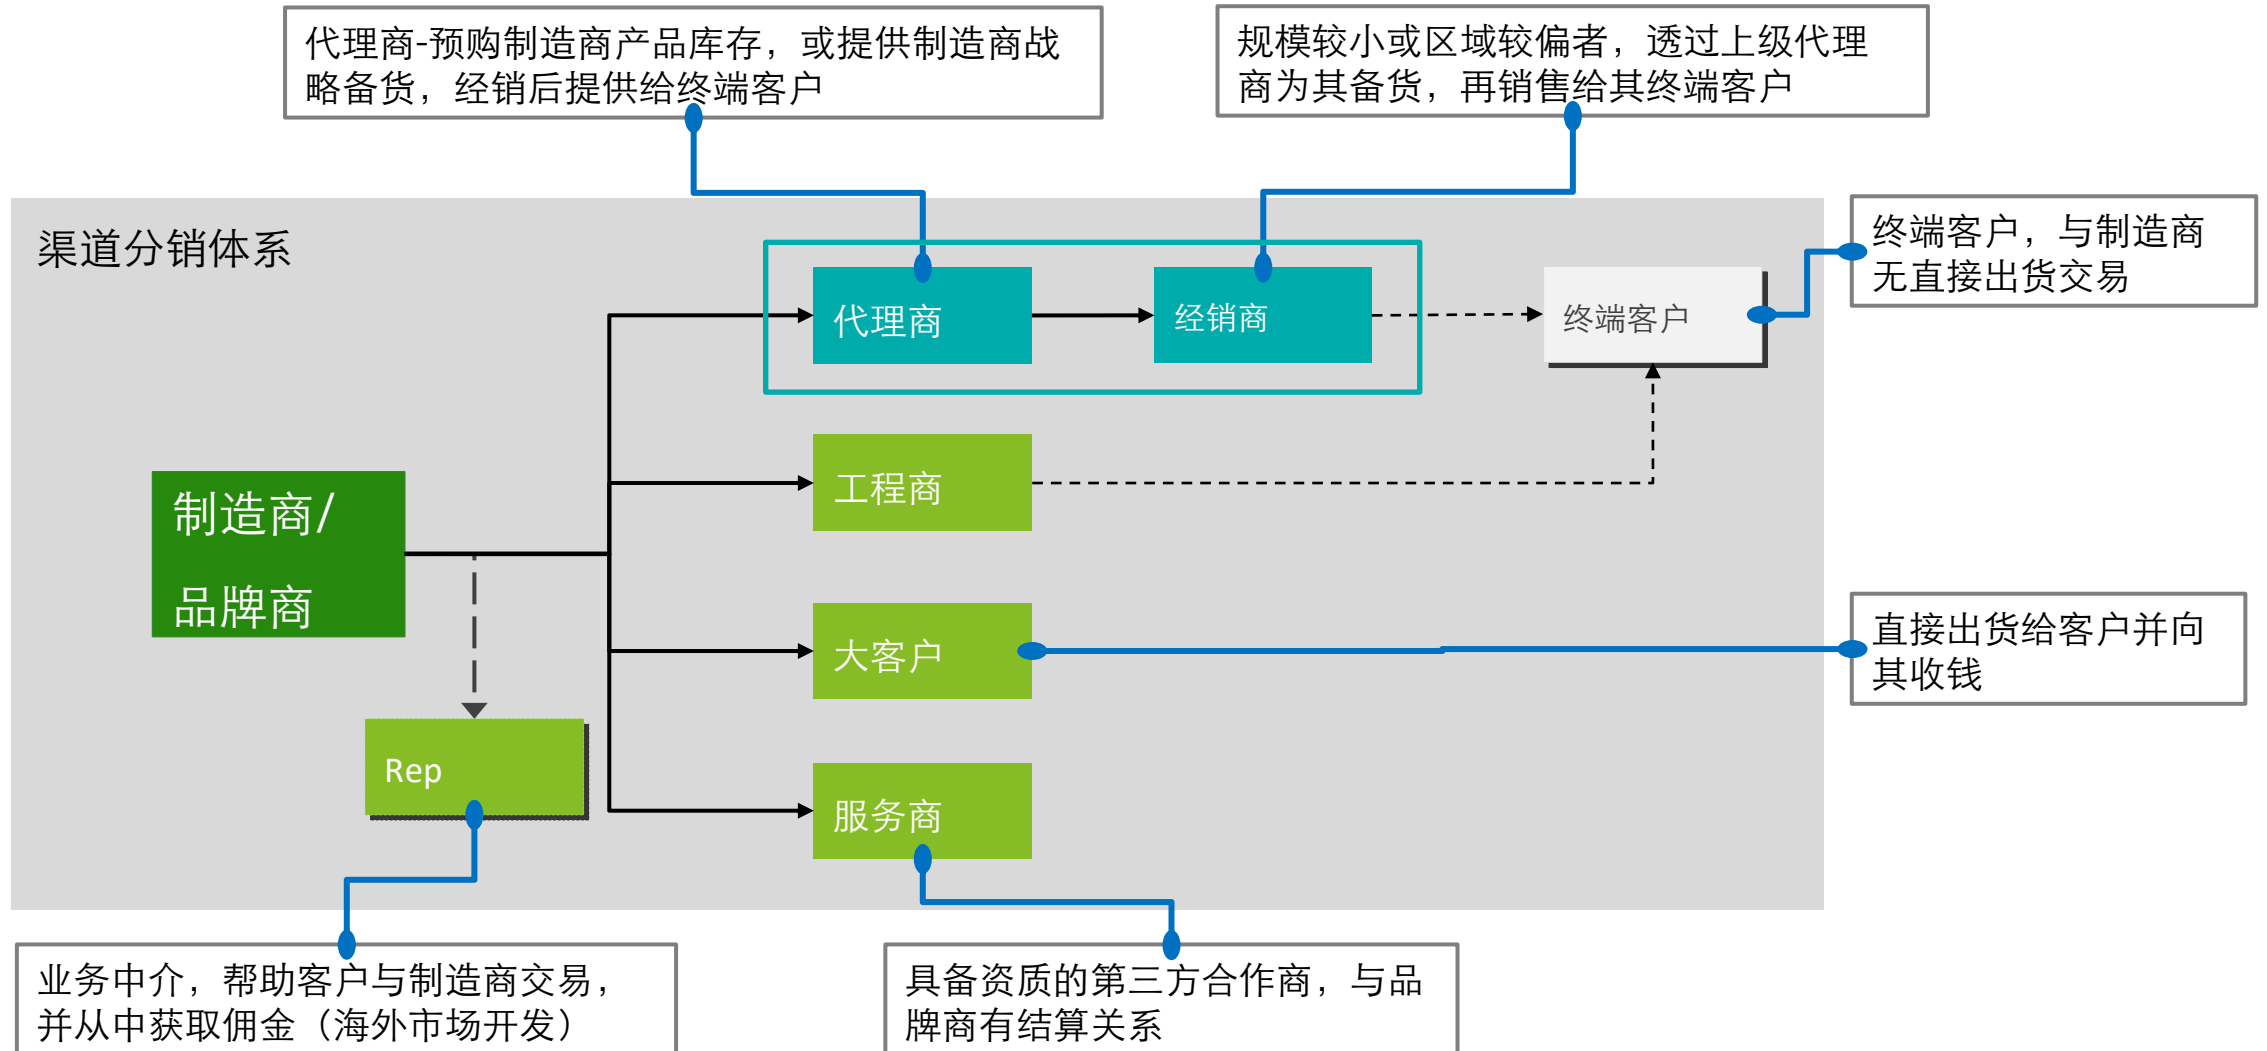 代理商-预购制造商产品库存，或提供制造商战
略备货，经销后提供给终端客户
规模较小或区域较偏者，透过上级代理
商为其备货，再销售给其终端客户
渠道分销体系
终端客户，与制造商
无直接出货交易
代理商
经销商
终端客户
工程商
制造商/
品牌商
大客户
直接出货给客户并向
其收钱
Rep
服务商
业务中介，帮助客户与制造商交易，
并从中获取佣金（海外市场开发）
具备资质的第三方合作商，与品
牌商有结算关系